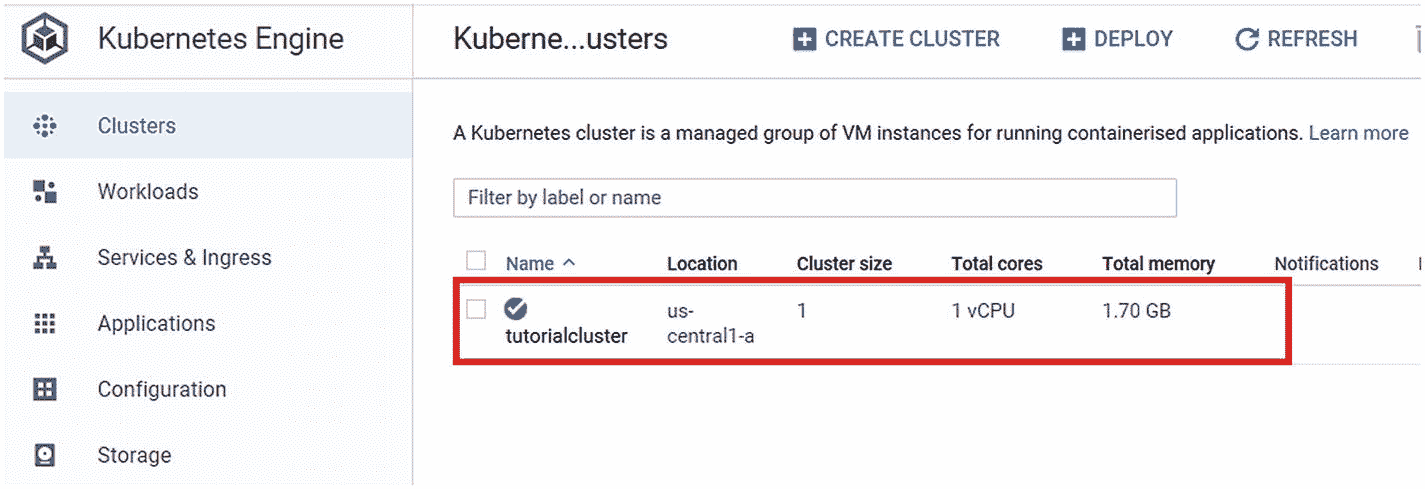 Kubernetes Engine
Kuberne...usters
CREATE CLUSTER
DEPLOY
REFRESH
Clusters
Workloads
Services & Ingress
Applications
Configuration
Storage
A Kubernetes cluster is a managed group of VM instances for running containerised applications. Learn more
Filter by label or name
Name Location Cluster size Total cores Total memory Notifications
tutorialcluster
us-
central1-a
1
1 vCPU
1.70 GB